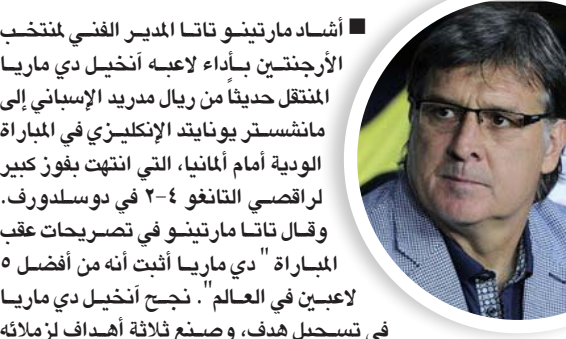 ■ أشاد مارتينو تاتا المدير الفني لمنتخب
الأرجنتين بأداء لاعبه آنخيل دي ماريا
المنتقل حديثاً من ريال مدريد الإسباني إلى
مانشستر يونايتد الإنكليزي في المباراة
الودية أمام ألمانيا، التي انتهت بفوز كبير
لراقصي التانغو ٤-٢ في دوسلدورف.
وقال تاتا مارتينو في تصريحات عقب
المباراة " دي ماريا أثبت أنه من أفضل ٥
لاعبين في العالم". نجح آنخيل دي ماريا
في تسجيل هدف، وصنع ثلاثة أهداف لزملائه